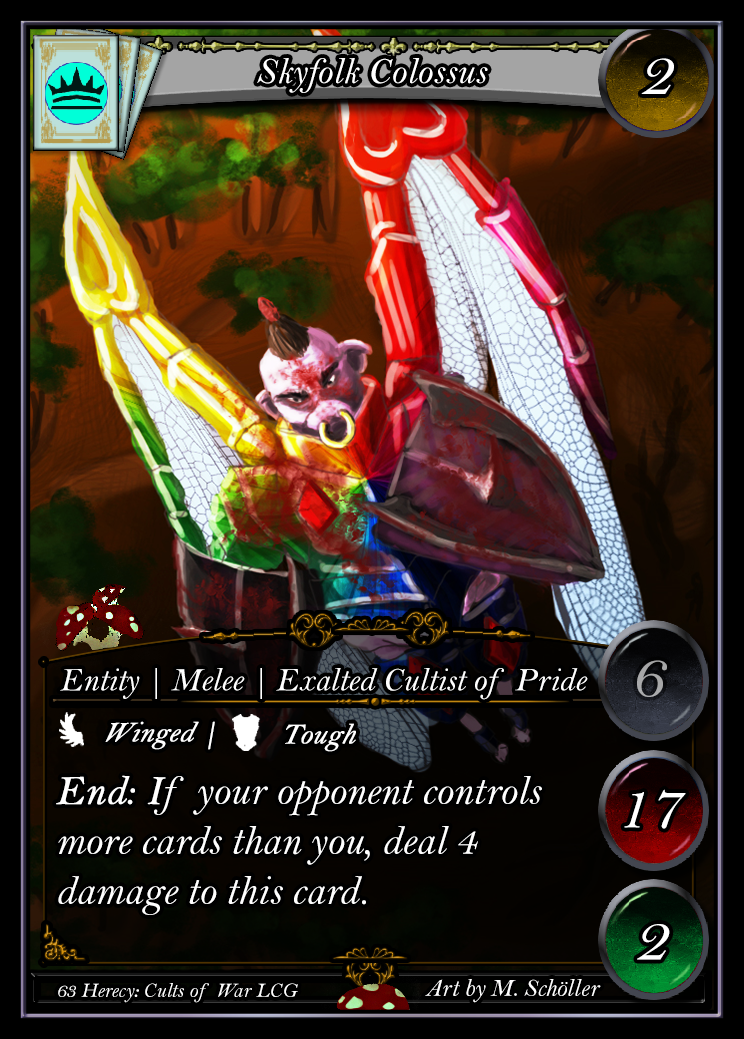 Skyfolk Colossus
2
Entity | Melee | Exalted Cultist of Pride
6
Winged | Tough
End: If your opponent controls
17
more cards than you, deal 4
damage to this card.
2
63 Herecy: Cults of War LCG
Art by M. Schöller